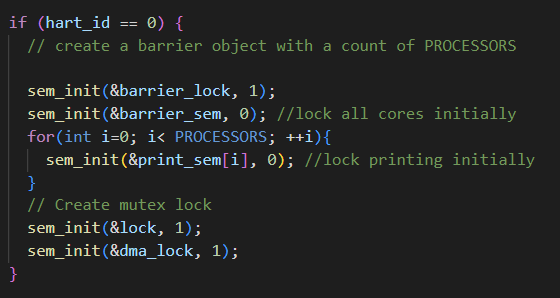 if (hart_id == 0) {
// create a barrier object with a count of PROCESSORS
sem_init(&barrier_lock, 1);
sem_init(&barrier_sem, 0); //lock all cores initially
for(int i=0; i< PROCESSORS; ++i){
sem_init(&print_sem[i], 0); //lock printing initially
}
// Create mutex lock
sem_init(&lock, 1);
sem_init(&dma_lock, 1);
}